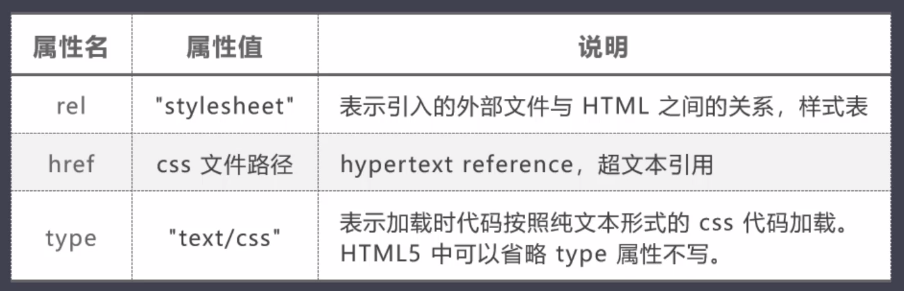 属性名 属性值 说明
rel "stylesheet" 表示引入的外部文件与 HTML 之间的关系，样式表
href css 文件路径 hypertext reference，超文本引用
type "text/css" 表示加载时代码按照纯文本形式的 css 代码加载。
HTML5 中可以省略 type 属性不写。